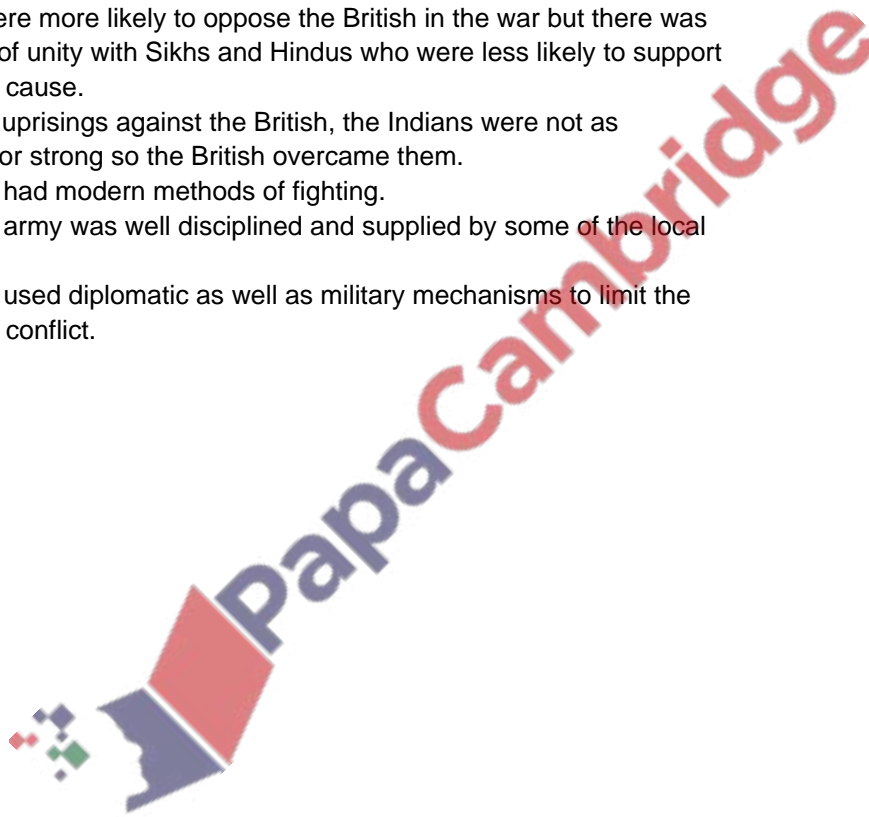 ere more likely to oppose the British in the war but there was
of unity with Sikhs and Hindus who were less likely to support
cause.
uprisings against the British, the Indians were not as
or strong so the British overcame them.
had modern methods of fighting.
army was well disciplined and supplied by some of the local
used diplomatic as well as military mechanisms to limit the
conflict.
PapaCambridge